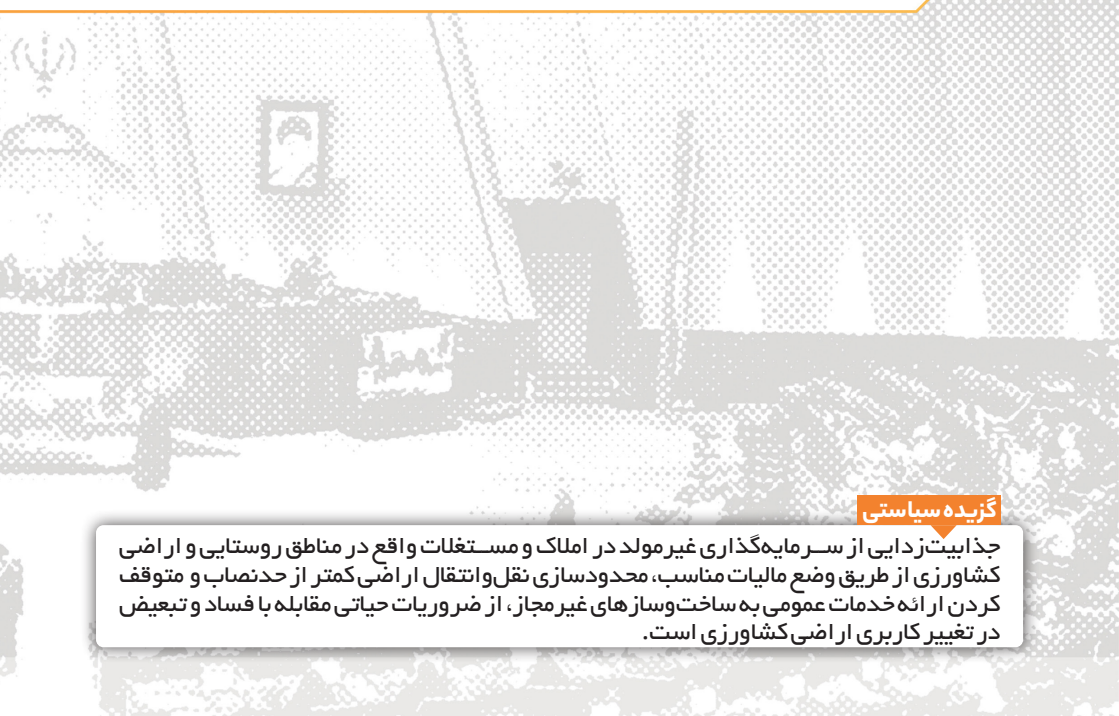 گزیده سیاستی
جذابیت‌زدایی از سرمایه‌گذاری غیرمولد در املاک و مستغلات واقع در مناطق روستایی و اراضی
کشاورزی از طریق وضع مالیات مناسب، محدودسازی نقل‌وانتقال اراضی کمتر از حدنصاب و متوقف
کردن ارائه خدمات عمومی به ساخت‌وسازهای غیرمجاز، از ضروریات حیاتی مقابله با فساد و تبعیض
در تغییر کاربری اراضی کشاورزی است.